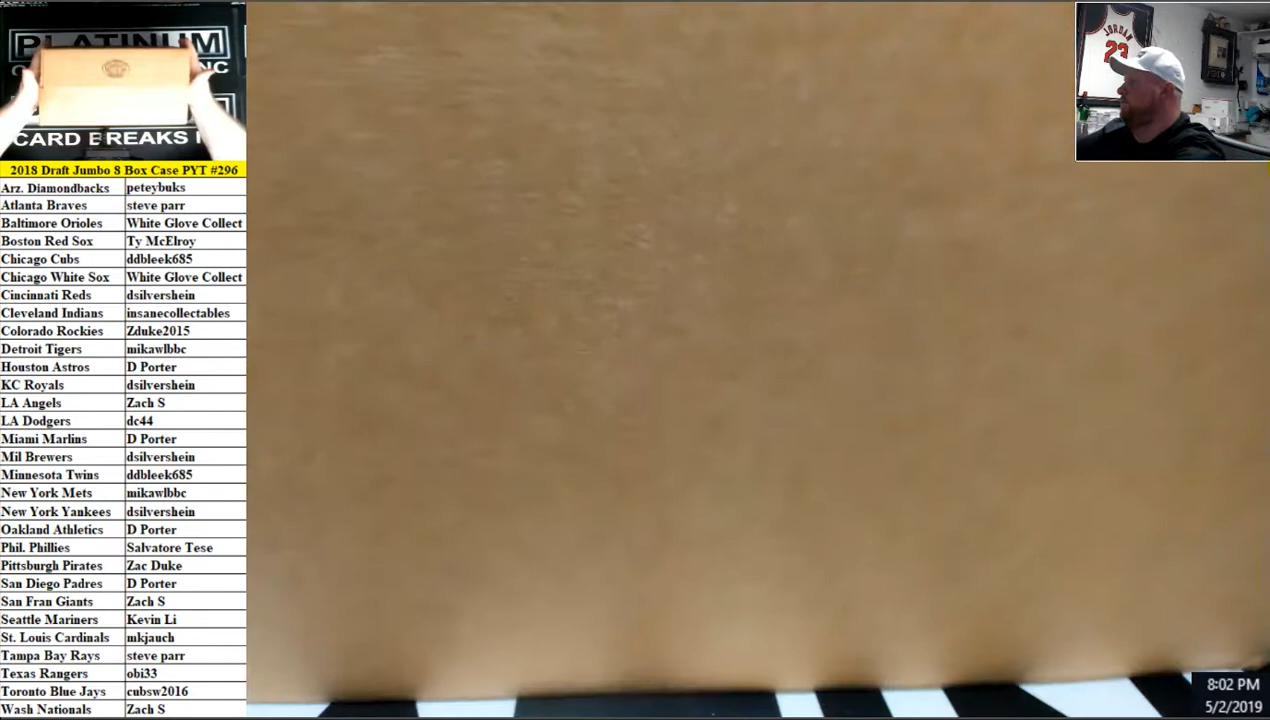 PLATINUM
CARD BREAKS
JORDAN
23
2018 Draft Jumbo 8 Box Case PYT #296
Arz. Diamondbacks peteybuks
Atlanta Braves steve parr
Baltimore Orioles White Glove Collect
Boston Red Sox Ty McElroy
Chicago Cubs ddbleek685
Chicago White Sox White Glove Collect
Cincinnati Reds dsilvershein
Cleveland Indians insanecollectables
Colorado Rockies Zduke2015
Detroit Tigers mikawlbbc
Houston Astros D Porter
KC Royals dsilvershein
LA Angels Zach S
LA Dodgers dc44
Miami Marlins D Porter
Mil Brewers dsilvershein
Minnesota Twins ddbleek685
New York Mets mikawlbbc
New York Yankees dsilvershein
Oakland Athletics D Porter
Phil. Phillies Salvatore Tese
Pittsburgh Pirates Zac Duke
San Diego Padres D Porter
San Fran Giants Zach S
Seattle Mariners Kevin Li
St. Louis Cardinals mkjauch
Tampa Bay Rays steve parr
Texas Rangers obi33
Toronto Blue Jays cubsw2016
Wash Nationals Zach S
8:02 PM
5/2/2019